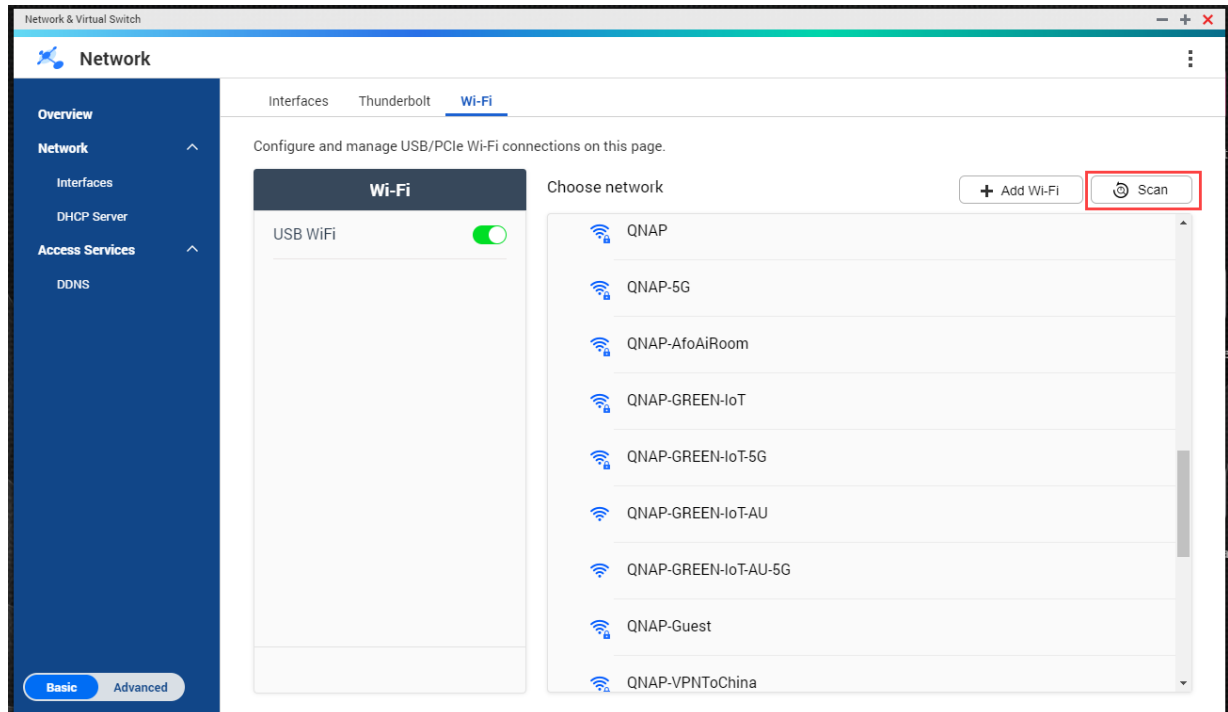 Network & Virtual Switch
Network
Overview
Network
Interfaces
DHCP Server
Access Services
DDNS
Basic Advanced
Interfaces Thunderbolt Wi-Fi
Configure and manage USB/PCIe Wi-Fi connections on this page.
Wi-Fi
USB WiFi
Choose network
+ Add Wi-Fi Scan
QNAP
QNAP-5G
QNAP-AfoAiRoom
QNAP-GREEN-IoT
QNAP-GREEN-IoT-5G
QNAP-GREEN-IoT-AU
QNAP-GREEN-IoT-AU-5G
QNAP-Guest
QNAP-VPNToChina